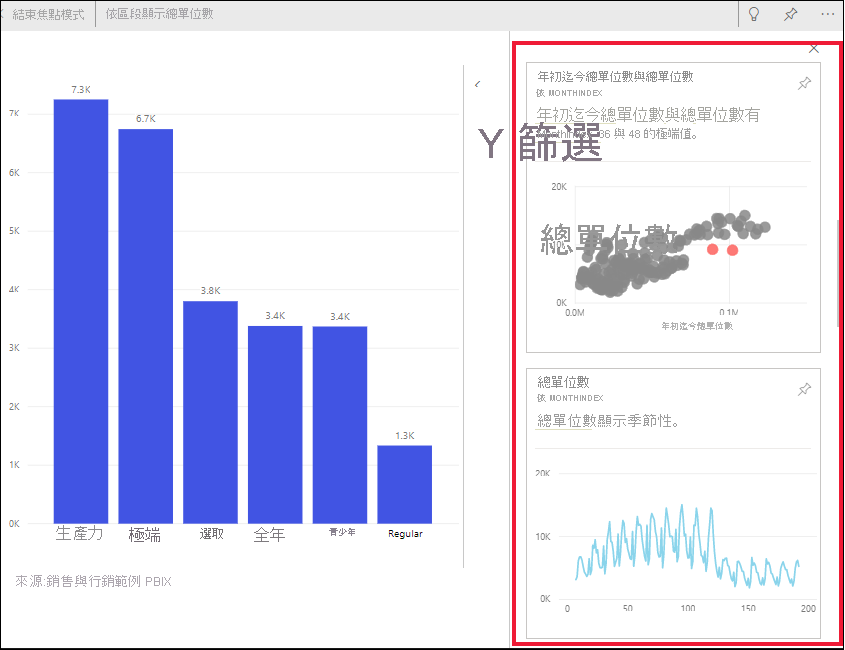 結束焦點模式
依區段顯示總單位數
7.3K
6.7K
3.8K
3.4K
3.4K
1.3K
7K
6K
5K
4K
3K
2K
1K
0K
生產力
極端
選取
全年
青少年
Regular
來源:銷售與行銷範例 PBIX
Y 篩選
年初迄今總單位數與總單位數
依 MONTHINDEX
年初迄今總單位數與總單位數有
36 與 48 的極端值。
總單位數
20K
0K
0.0M
0.1M
年初迄今總單位數
總單位數
依 MONTHINDEX
總單位數顯示季節性。
20K
10K
0K
0
50
100
150
200